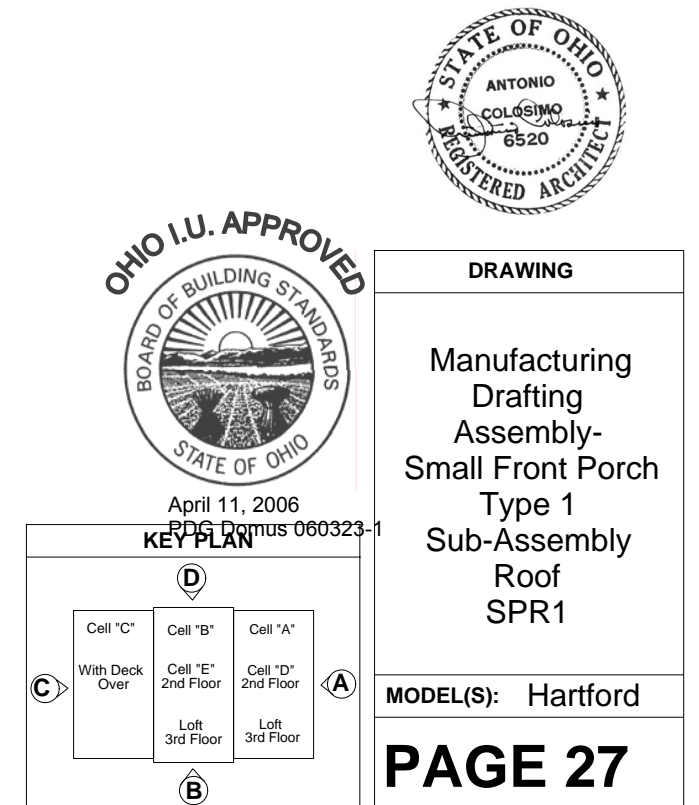 STATE OF OHIO
ANTONIO
COLOSIMO
6520
REGISTERED ARCHITECT
OHIO I.U. APPROVED
BOARD OF BUILDING STANDARDS
STATE OF OHIO
April 11, 2006
PDG Domus 060323-1
KEY PLAN
D
Cell "C"
Cell "B"
Cell "A"
With Deck
Over
Cell "E"
2nd Floor
Cell "D"
2nd Floor
C
A
Loft
3rd Floor
Loft
3rd Floor
B
DRAWING
Manufacturing
Drafting
Assembly-
Small Front Porch
Type 1
Sub-Assembly
Roof
SPR1
MODEL(S): Hartford
PAGE 27